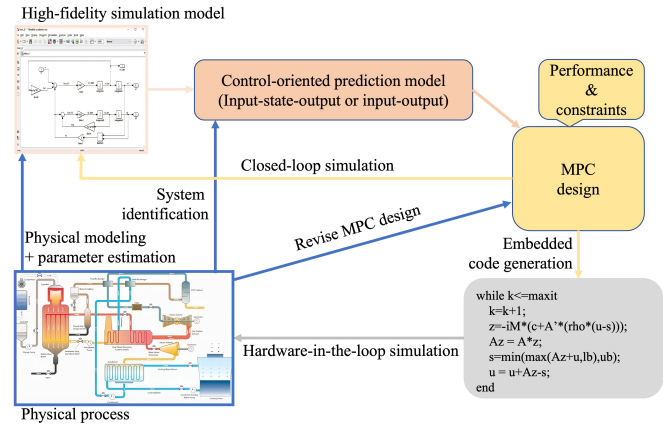 High-fidelity simulation model
Control-oriented prediction model
(Input-state-output or input-output)
Performance
&
constraints
MPC
design
Closed-loop simulation
System
identification
Revise MPC design
Physical modeling
+ parameter estimation
Embedded
code generation
while k<=maxit
k=k+1;
z=-iM*(c+A’*(rho*(u-s)));
Az = A*z;
s=min(max(Az+u,lb),ub);
u = u+Az-s;
end
Hardware-in-the-loop simulation
Physical process